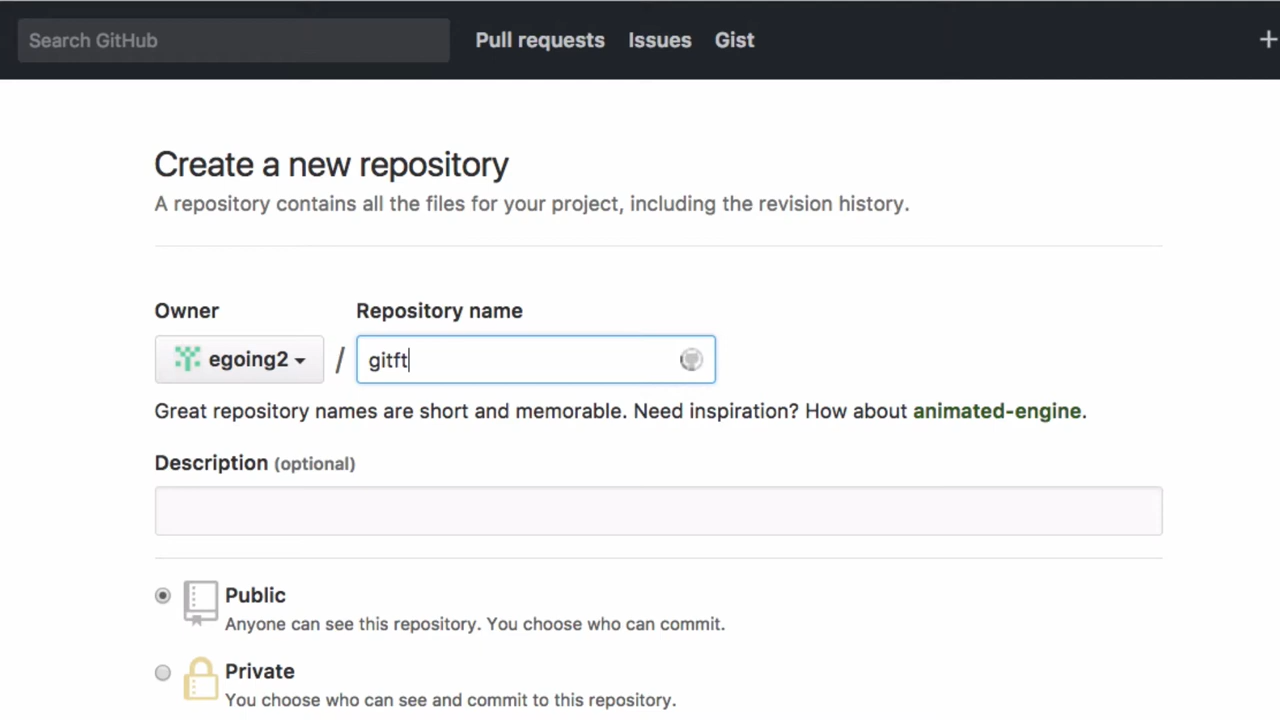 Search GitHub Pull requests Issues Gist +
Create a new repository
A repository contains all the files for your project, including the revision history.
Owner Repository name
egoing2 / gitft
Great repository names are short and memorable. Need inspiration? How about animated-engine.
Description (optional)
Public
Anyone can see this repository. You choose who can commit.
Private
You choose who can see and commit to this repository.